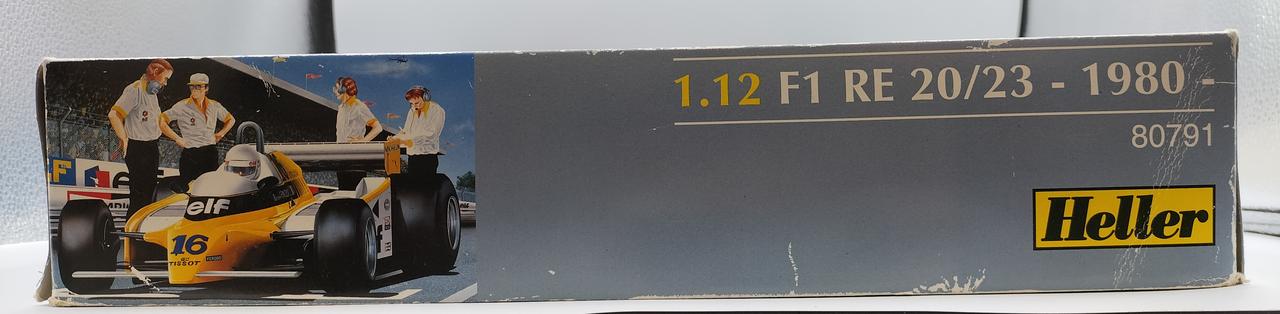 1.12 F1 RE 20/23 - 1980 -
80791
Heller
elf
16
TISSOT